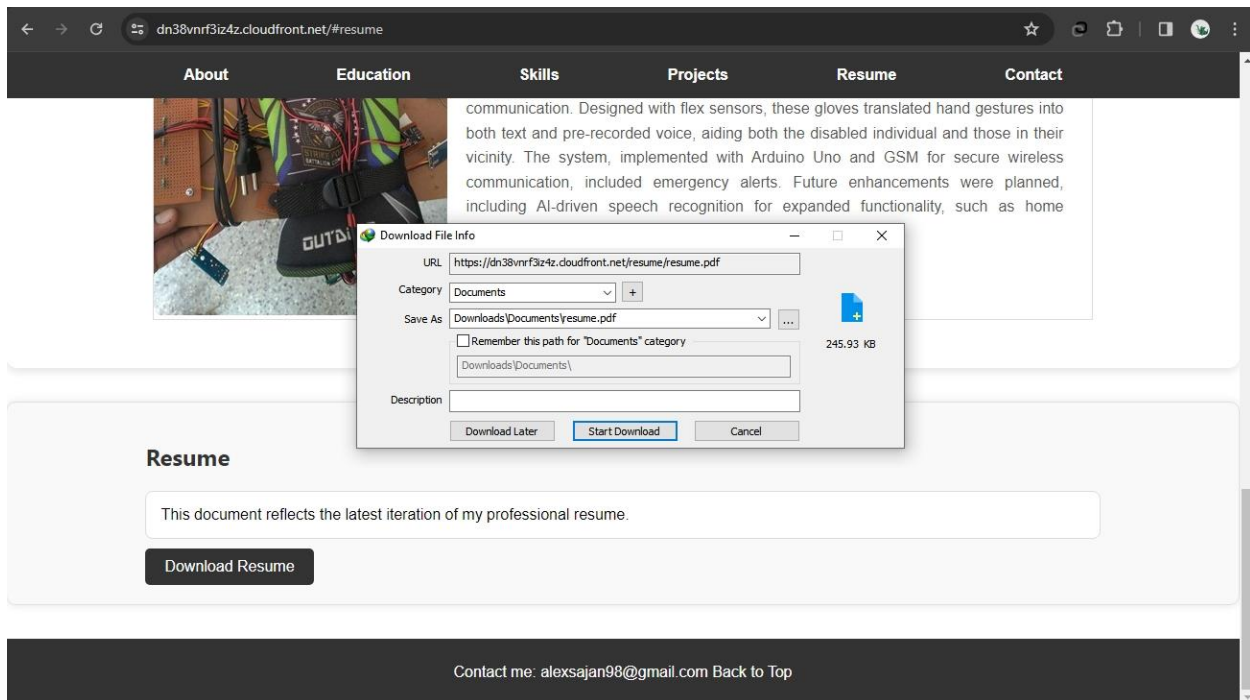 dn38vnrf3iz4z.cloudfront.net/#resume
About Education Skills Projects Resume Contact
communication. Designed with flex sensors, these gloves translated hand gestures into
both text and pre-recorded voice, aiding both the disabled individual and those in their
vicinity. The system, implemented with Arduino Uno and GSM for secure wireless
communication, included emergency alerts. Future enhancements were planned,
including AI-driven speech recognition for expanded functionality, such as home
OUTDO
Download File Info
URL https://dn38vnrf3iz4z.cloudfront.net/resume/resume.pdf
Category Documents +
Save As Downloads\Documents\resume.pdf ...
Remember this path for "Documents" category
245.93 KB
Downloads\Documents\
Description
Download Later Start Download Cancel
Resume
This document reflects the latest iteration of my professional resume.
Download Resume
Contact me: alexsajan98@gmail.com Back to Top